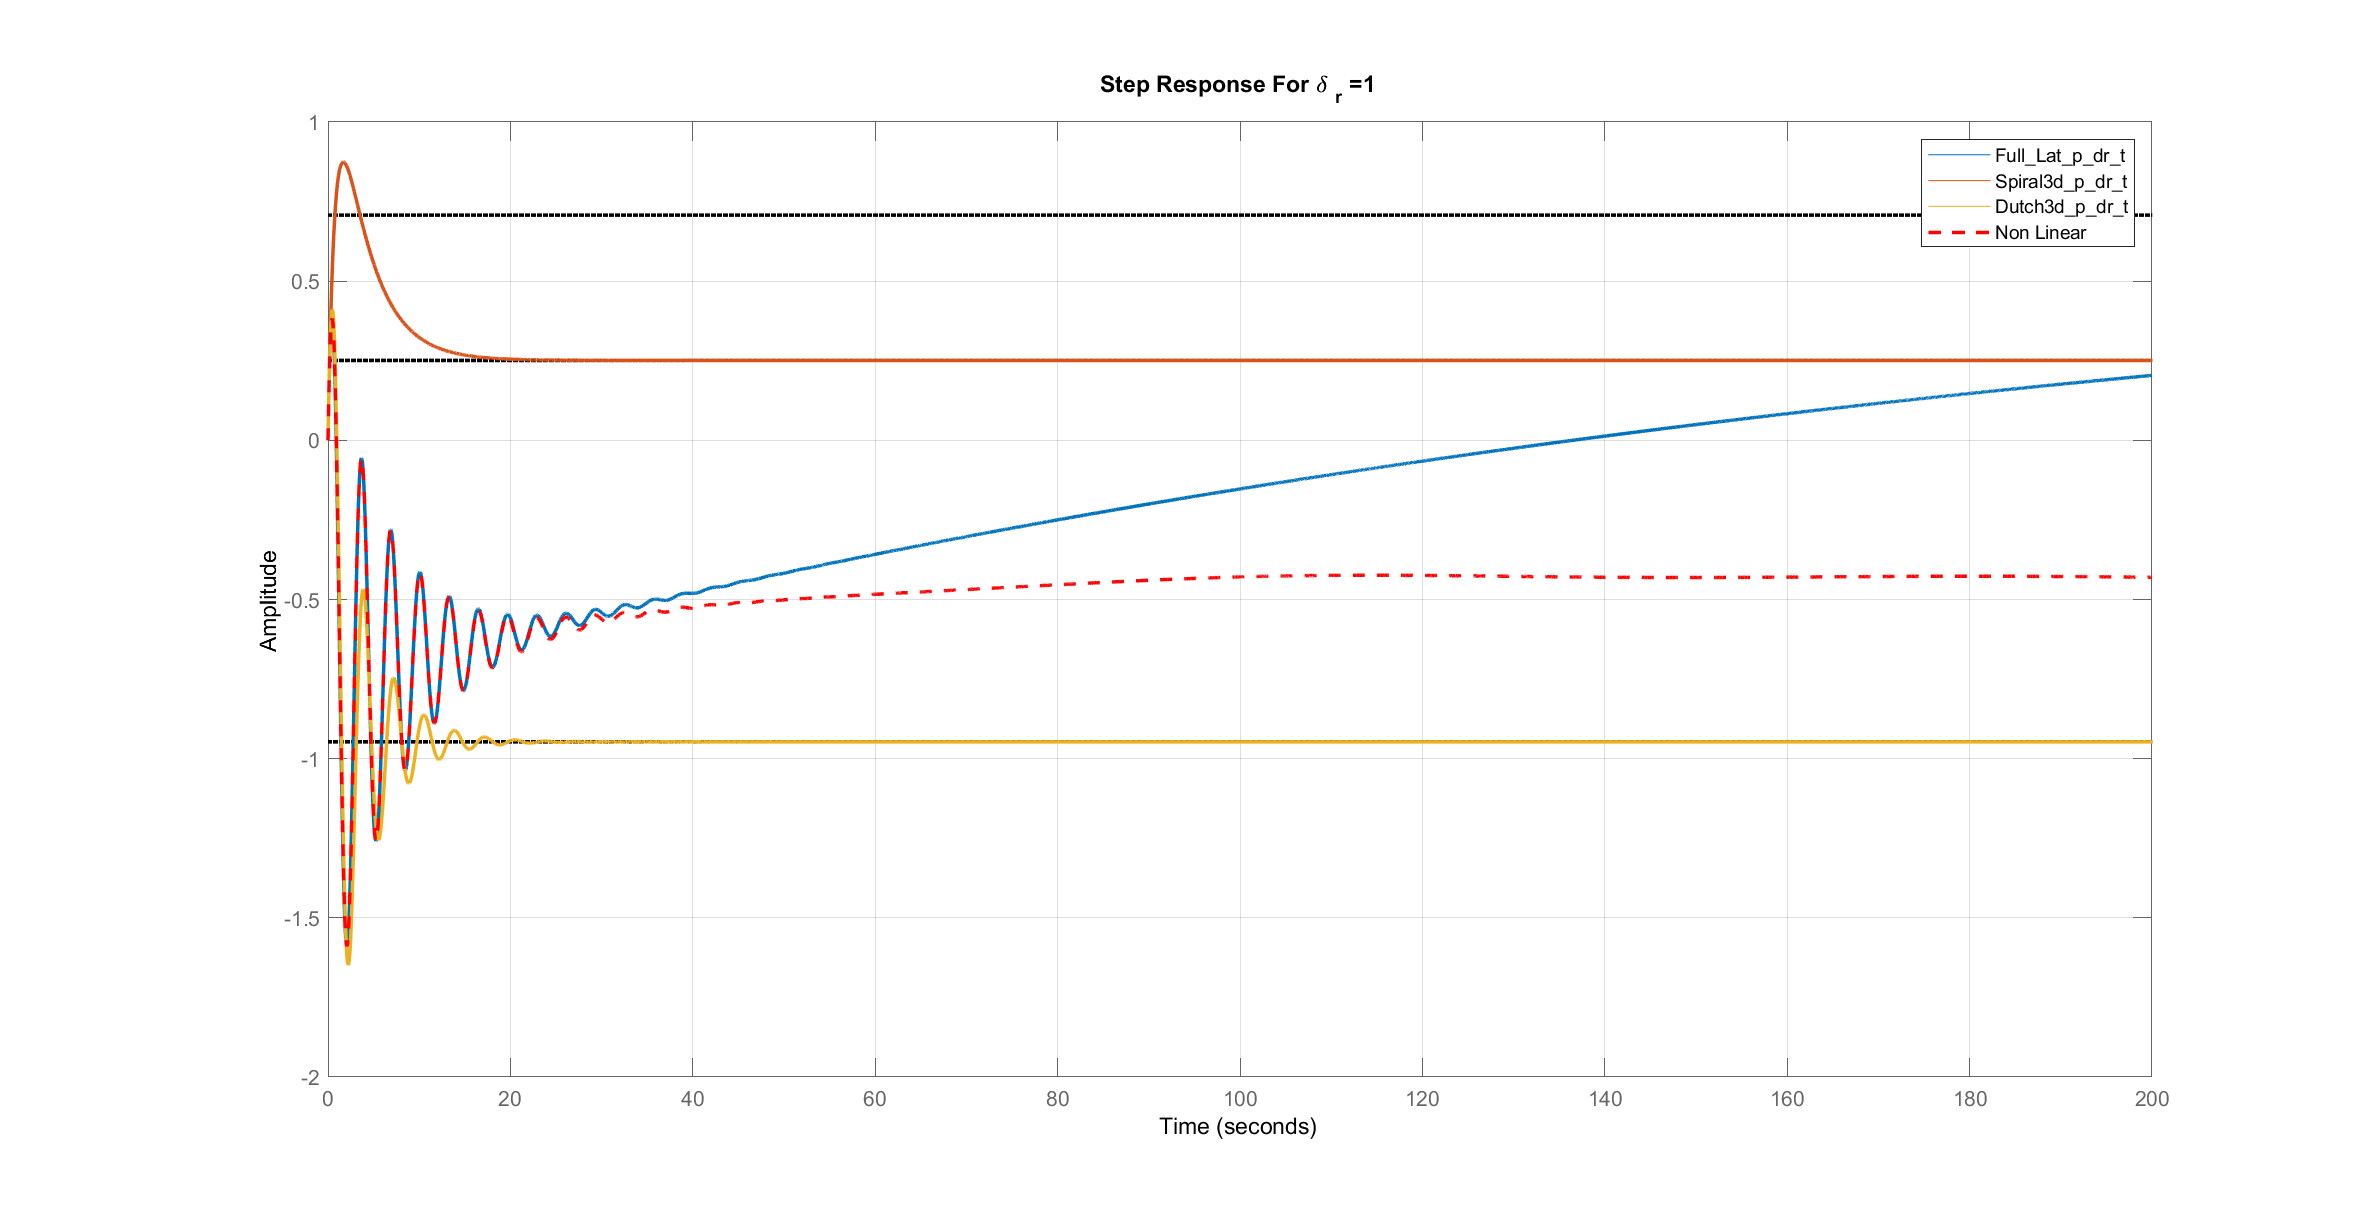 Step Response For δ r =1
Amplitude
1
0.5
0
-0.5
-1
-1.5
-2
Full_Lat_p_dr_t
Spiral3d_p_dr_t
Dutch3d_p_dr_t
Non Linear
0 20 40 60 80 100 120 140 160 180 200
Time (seconds)